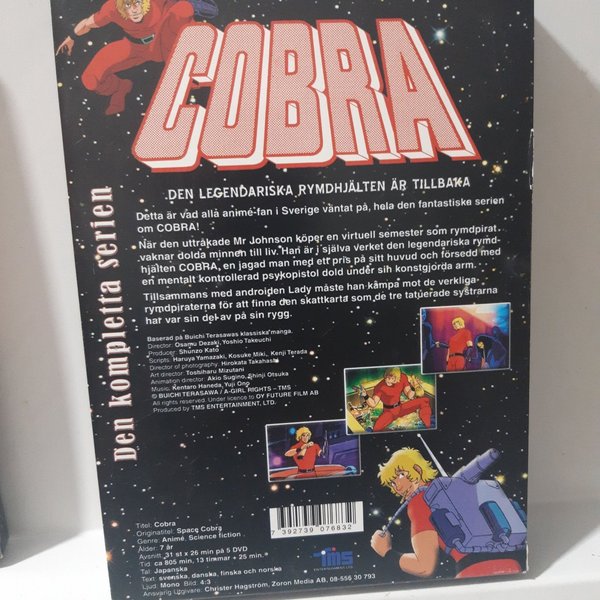 COBRA
DEN LEGENDARISKA RYMDHJÄLTEN ÄR TILLBAKA
Den kompletta serien
Detta är vad alla anime-fan i Sverige väntat på, hela den fantastiske serien
om COBRA!
När den uttråkade Mr Johnson köper en virtuell semester som rymdpirat
vaknar dolda minnen till liv. Han är i själva verket den legendariska rymd-
hjälten COBRA, en jagad man med ett pris på sitt huvud och försedd med
en mentalt kontrollerad psykopistol dold under sin konstgjorda arm.
Tillsammans med androiden Lady måste han kämpa mot de verkliga
rymdpiraterna för att finna den skattkarta som de tre tatuerade systrarna
har var sin del av på sin rygg.
Baserad på Buichi Terasawas klassiska manga.
Director: Osamu Dezaki, Yoshio Takeuchi
Producer: Shunzo Kato
Scripts: Haruya Yamazaki, Kosuke Miki, Kenji Terada
Director of photography: Hirokata Takahashi
Art director: Toshiharu Mizutani
Animation director: Akio Sugino, Shinji Otsuka
Music: Kentaro Haneda, Yuji Ono
© BUICHI TERASAWA / A-GIRL RIGHTS - TMS
All rights reserved. Under licence to OY FUTURE FILM AB
Produced by TMS ENTERTAINMENT, LTD.
Titel: Cobra
Originaltitel: Space Cobra
Genre: Animé, Science fiction
Ålder: 7 år
Avsnitt: 31 st x 26 min på 5 DVD
Tid ca 805 min, 13 timmar + 25 min.
Tal: Japanska
Text: svenska, danska, finska och norska
Ljud: Mono Bild: 4:3
Ansvarig Utgivare: Christer Hagström, Zoron Media AB, 08-556 30 793
7 392739 076832
tms
ENTERTAINMENT, LTD.